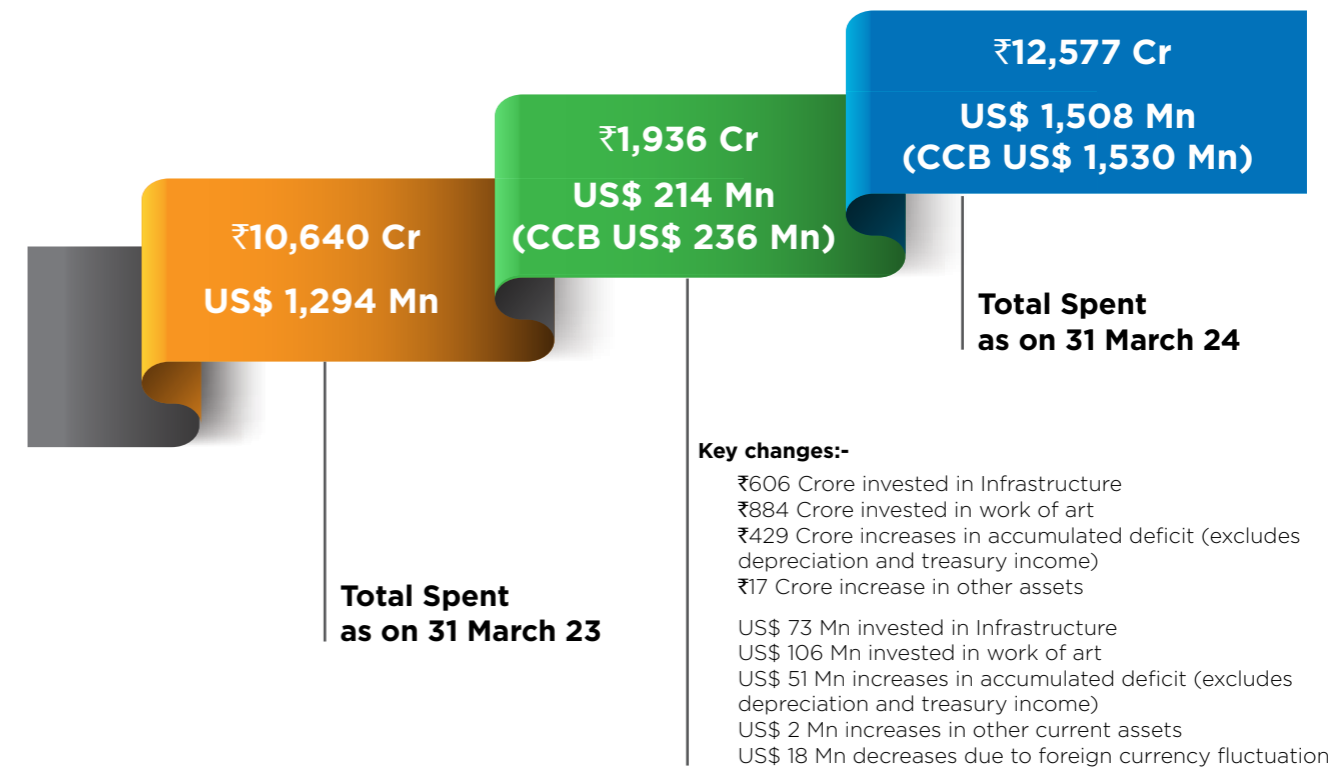 ₹10,640 Cr
US$ 1,294 Mn
Total Spent
as on 31 March 23
₹1,936 Cr
US$ 214 Mn
(CCB US$ 236 Mn)
Key changes:-
₹606 Crore invested in Infrastructure
₹884 Crore invested in work of art
₹429 Crore increases in accumulated deficit (excludes
depreciation and treasury income)
₹17 Crore increase in other assets
US$ 73 Mn invested in Infrastructure
US$ 106 Mn invested in work of art
US$ 51 Mn increases in accumulated deficit (excludes
depreciation and treasury income)
US$ 2 Mn increases in other current assets
US$ 18 Mn decreases due to foreign currency fluctuation
₹12,577 Cr
US$ 1,508 Mn
(CCB US$ 1,530 Mn)
Total Spent
as on 31 March 24